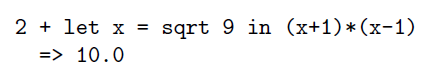 2 + let x = sqrt 9 in (x+1)*(x-1)
=> 10.0